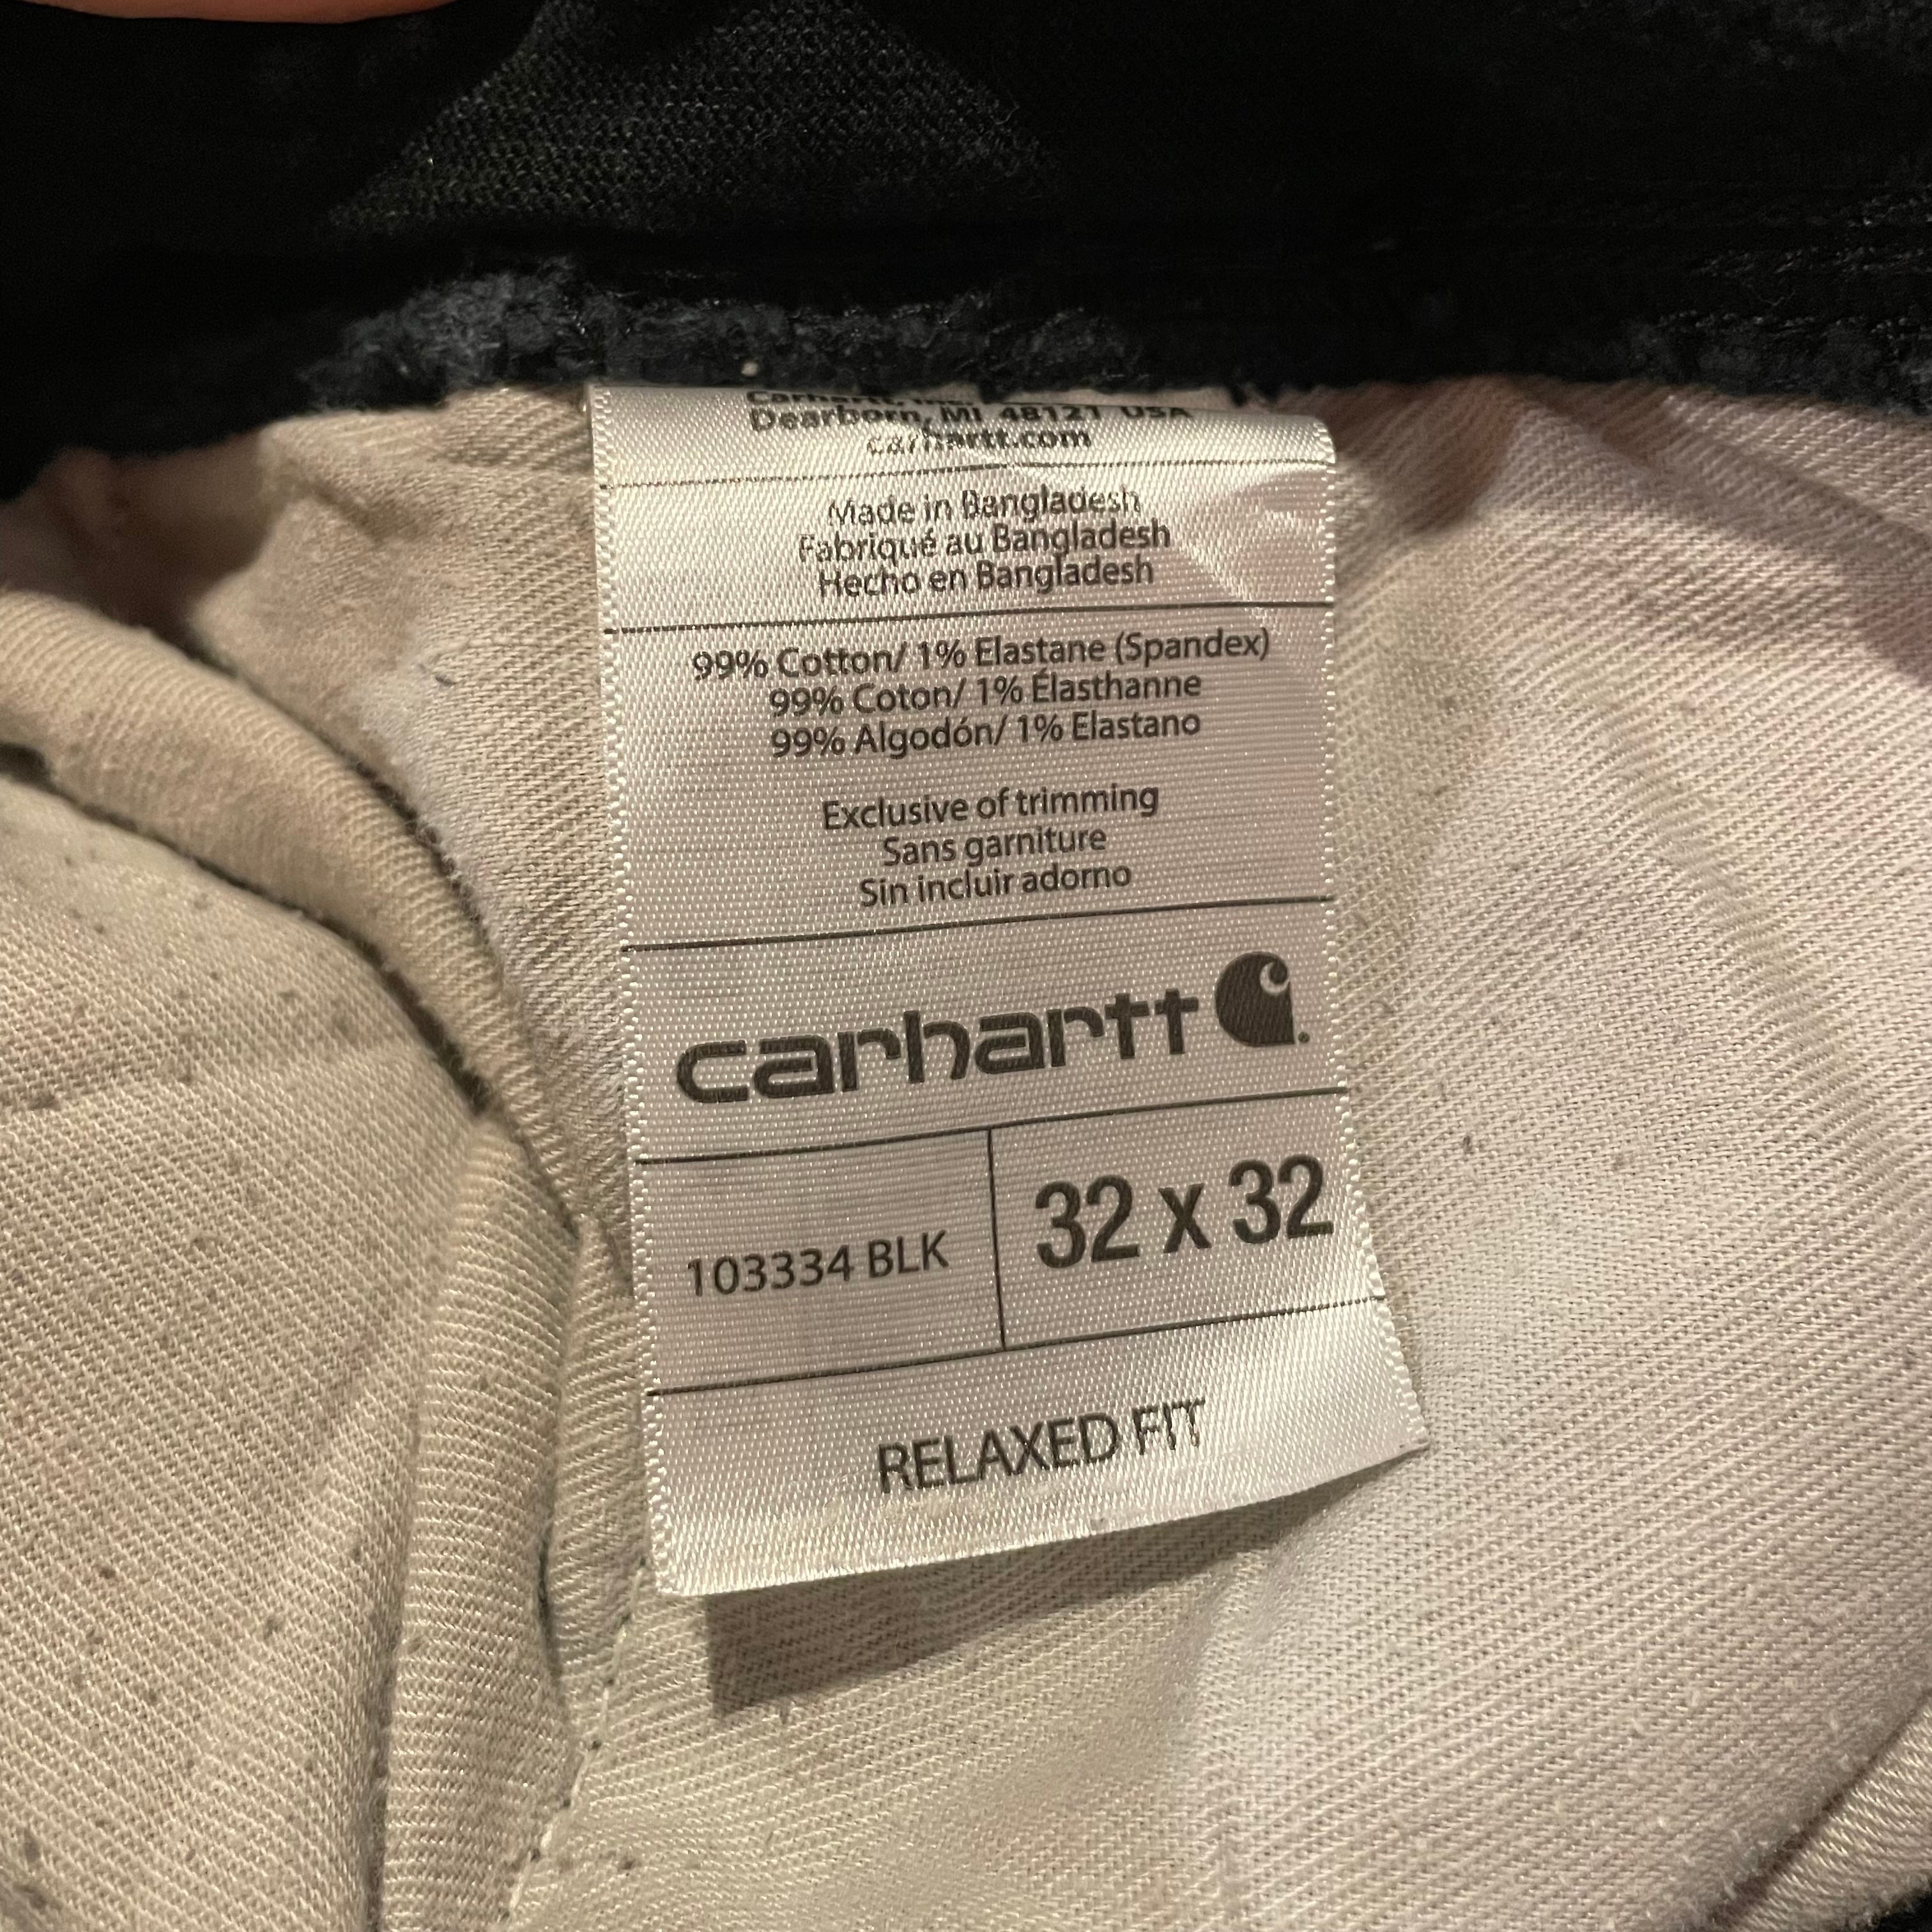 Carhartt, Inc.
Dearborn, MI 48121 USA
carhartt.com
Made in Bangladesh
Fabriqué au Bangladesh
Hecho en Bangladesh
99% Cotton/ 1% Elastane (Spandex)
99% Coton/ 1% Élasthanne
99% Algodón/ 1% Elastano
Exclusive of trimming
Sans garniture
Sin incluir adorno
carhartt
103334 BLK
32 x 32
RELAXED FIT